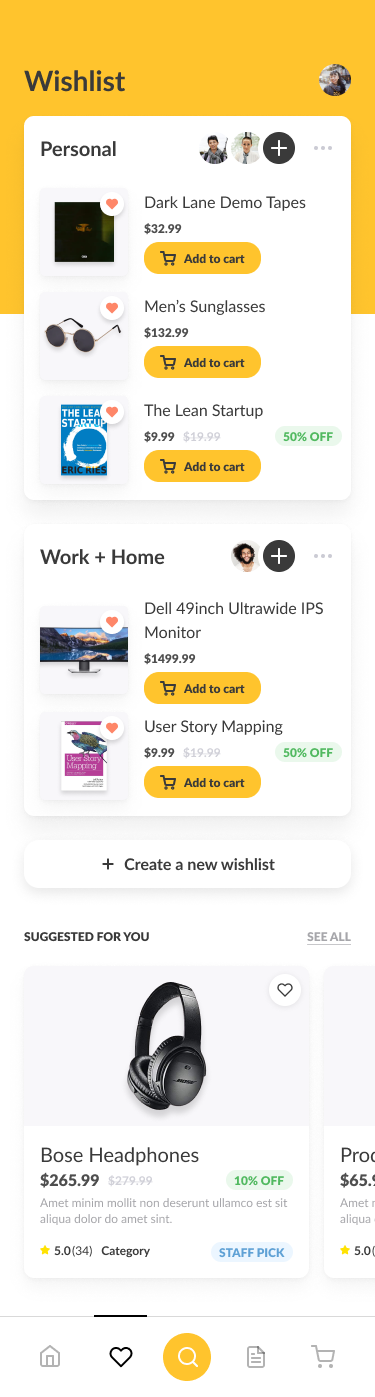 Wishlist
Personal
Dark Lane Demo Tapes
$32.99
Add to cart
Men's Sunglasses
$132.99
Add to cart
THE LEAN
STARTUP
ERIC RIES
The Lean Startup
$9.99 $19.99 50% OFF
Add to cart
Work + Home
Dell 49inch Ultrawide IPS
Monitor
$1499.99
Add to cart
User Story
Mapping
User Story Mapping
$9.99 $19.99 50% OFF
Add to cart
+ Create a new wishlist
SUGGESTED FOR YOU SEE ALL
BOSE
Bose Headphones
$265.99 $279.99 10% OFF
Amet minim mollit non deserunt ullamco est sit
aliqua dolor do amet sint.
5.0(34) Category STAFF PICK
Prod
$65.9
Amet m
aliqua
5.0(